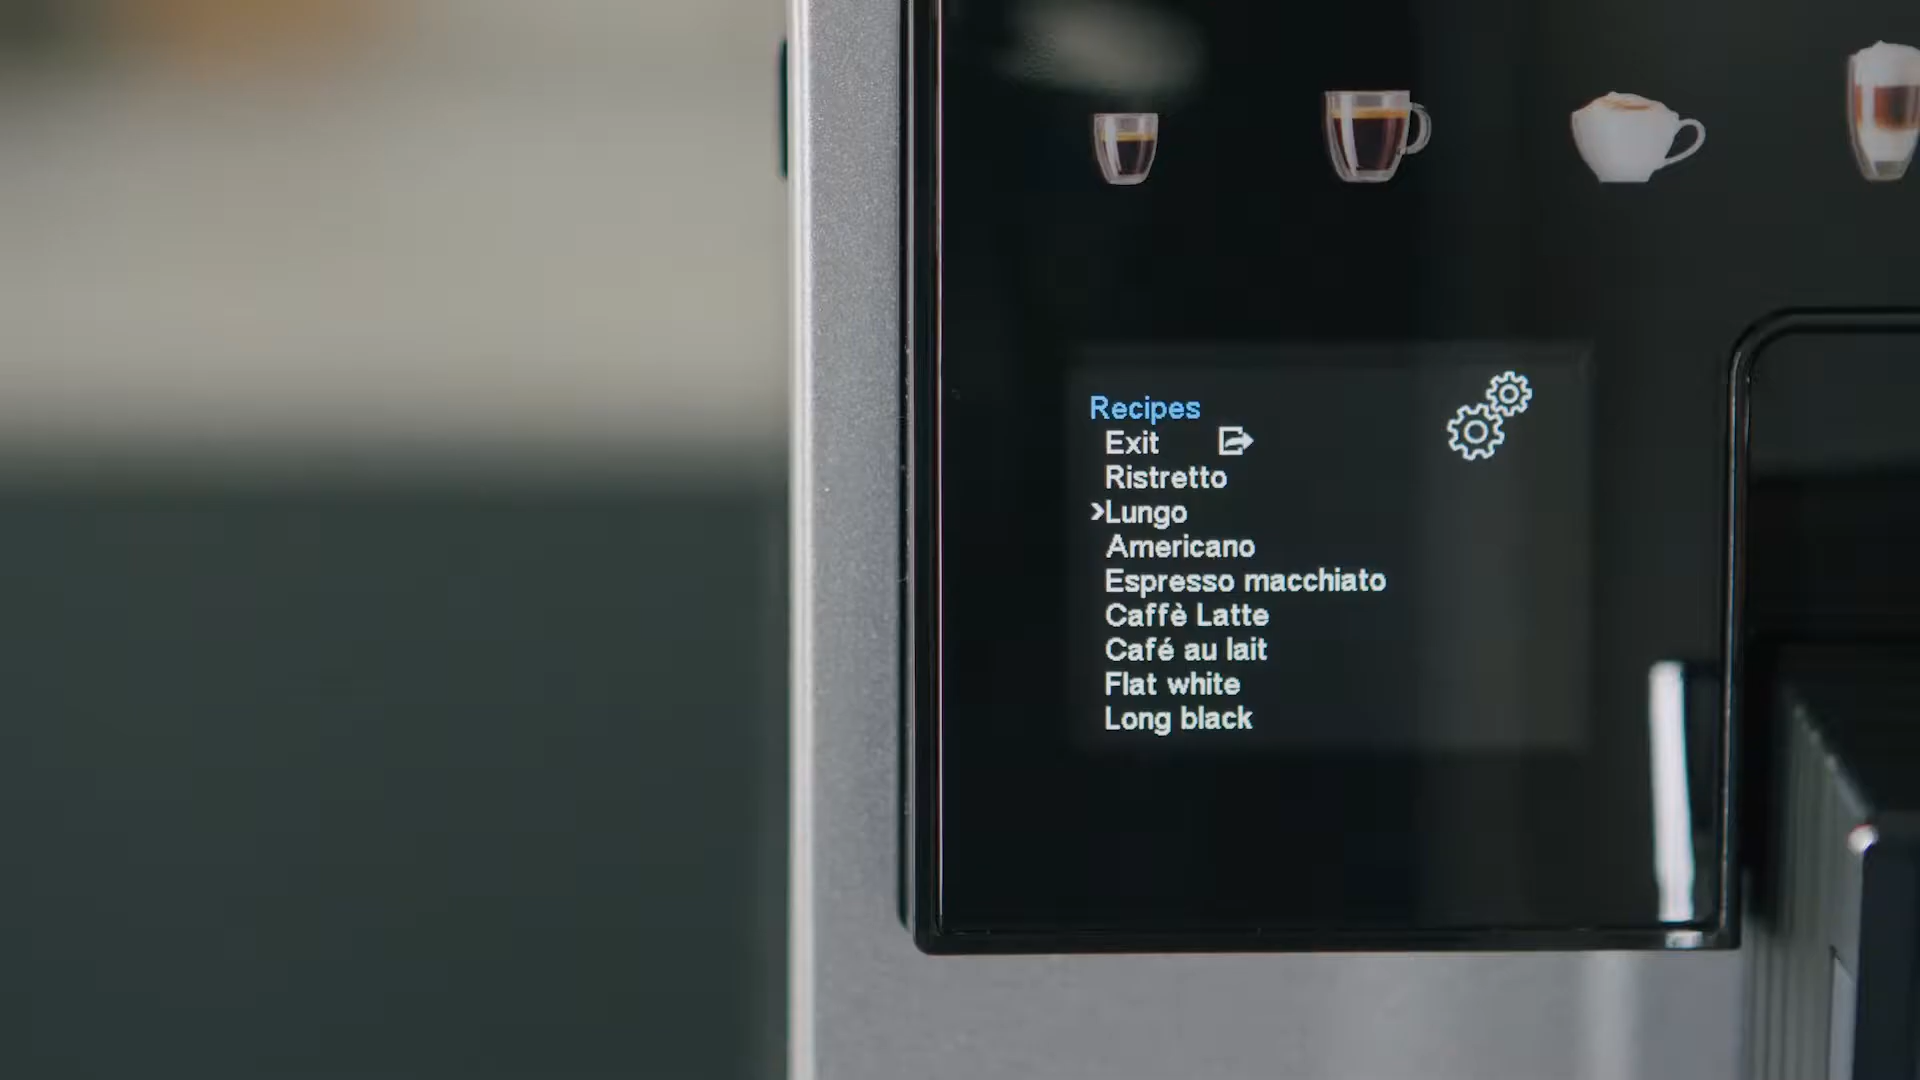 Recipes
Exit
Ristretto
>Lungo
Americano
Espresso macchiato
Caffè Latte
Café au lait
Flat white
Long black